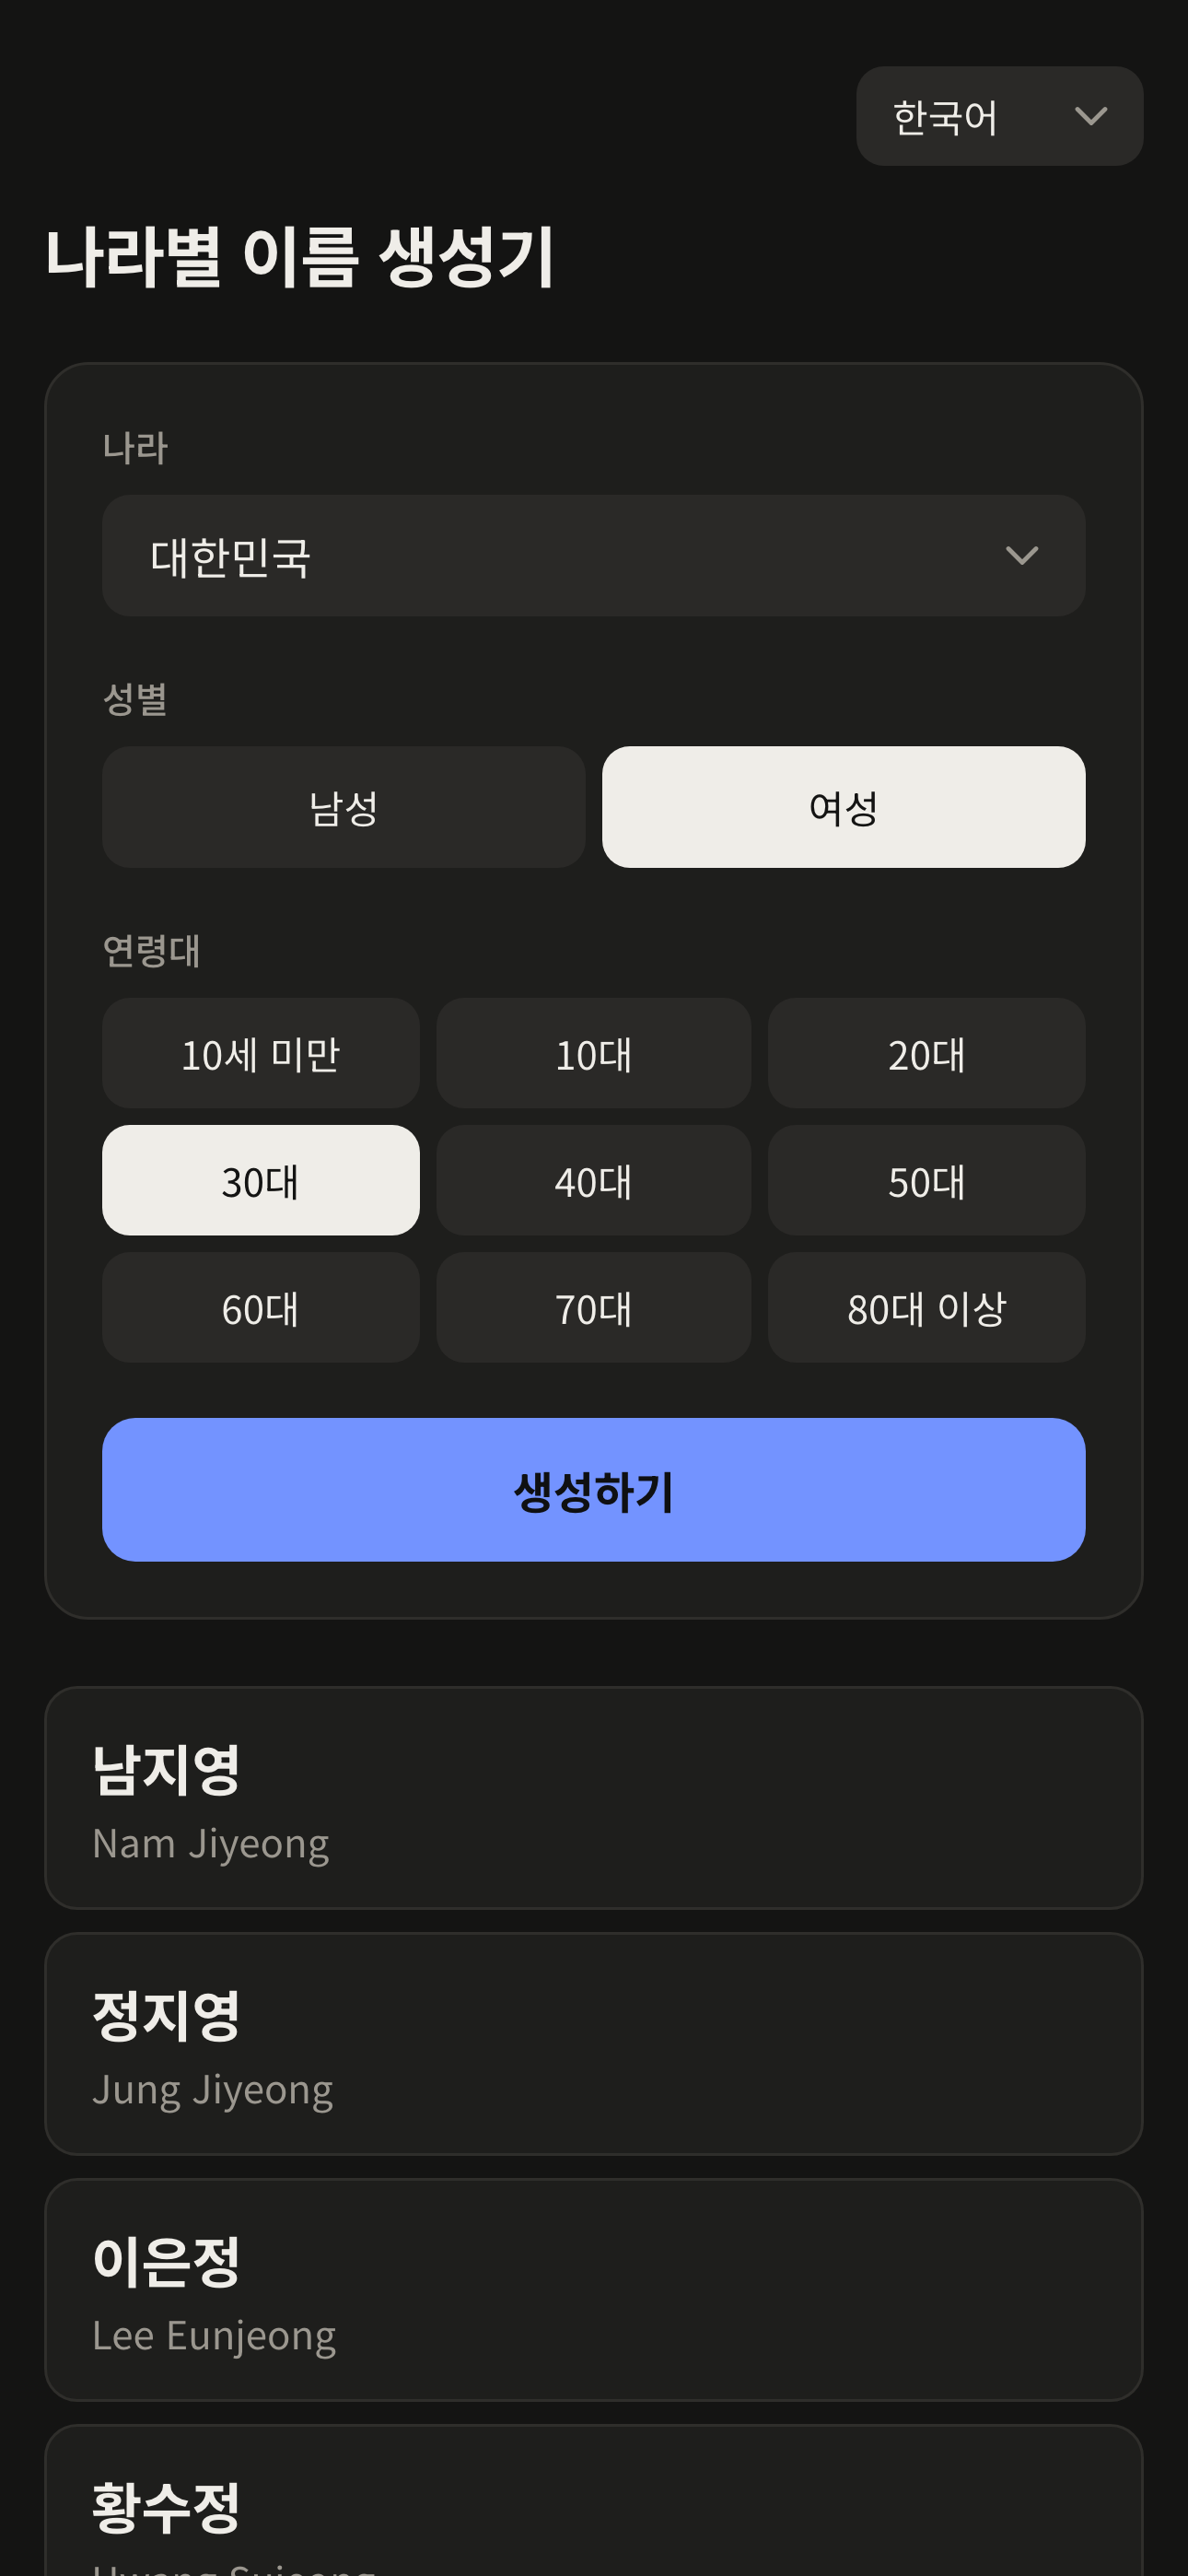 한국어
나라별 이름 생성기
나라
대한민국
성별
남성
여성
연령대
10세 미만
10대
20대
30대
40대
50대
60대
70대
80대 이상
생성하기
남지영
Nam Jiyeong
정지영
Jung Jiyeong
이은정
Lee Eunjeong
황수정